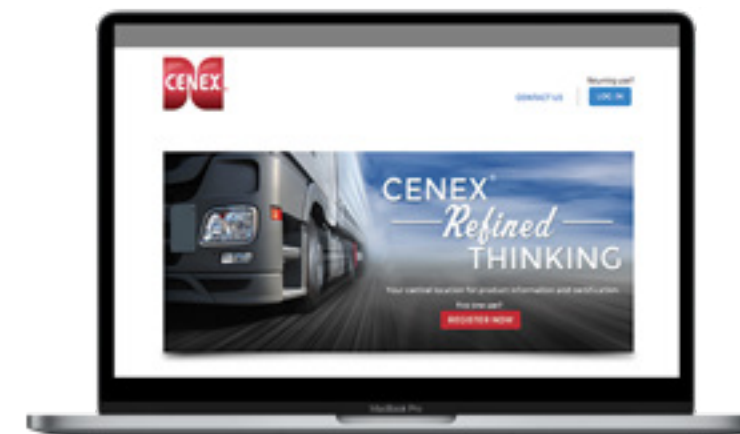 CENEX
Returning user?
CONTACT US
LOG IN
CENEX®
Refined
THINKING
Your central location for product information and certification.
First time user?
REGISTER NOW
MacBook Pro